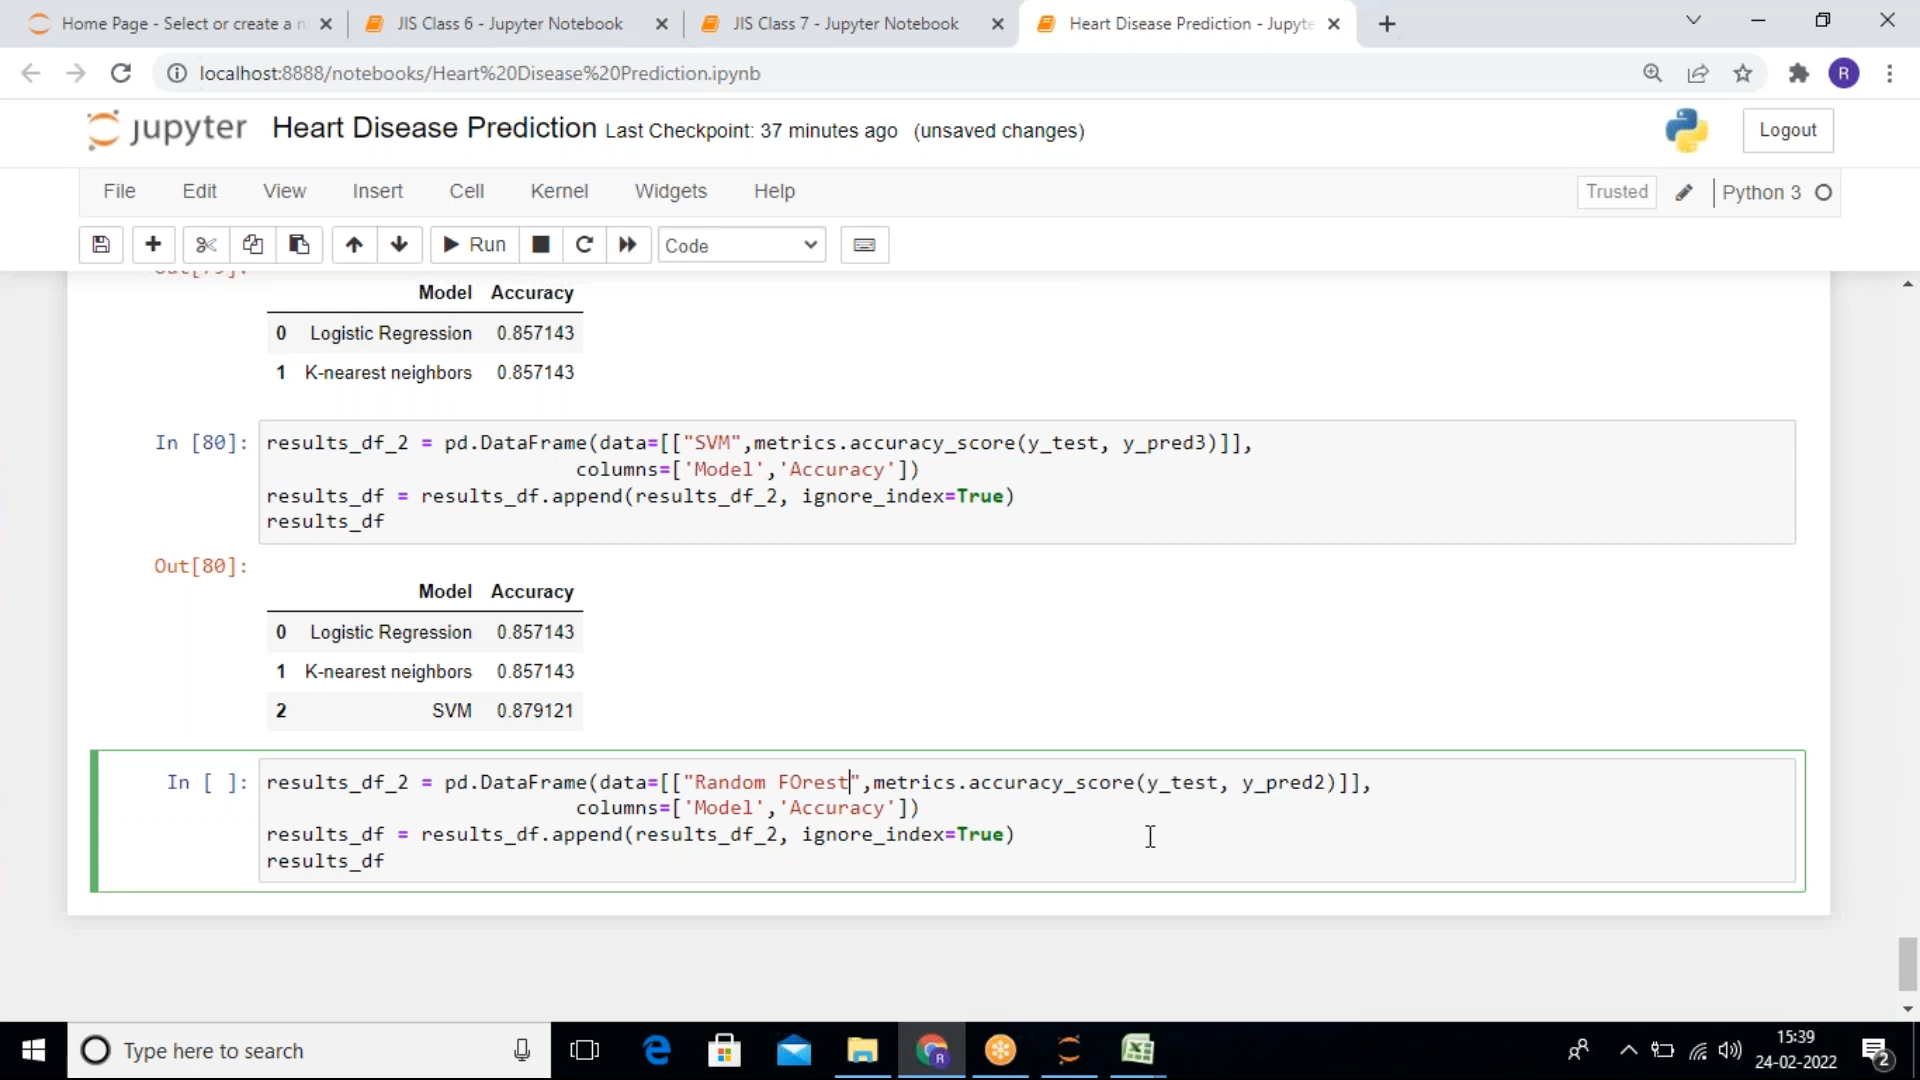 Home Page - Select or create a n
JIS Class 6 - Jupyter Notebook
JIS Class 7 - Jupyter Notebook
Heart Disease Prediction - Jupyte
localhost:8888/notebooks/Heart%20Disease%20Prediction.ipynb
R
jupyter Heart Disease Prediction Last Checkpoint: 37 minutes ago (unsaved changes)
Logout
File Edit View Insert Cell Kernel Widgets Help
Trusted
Python 3
Run
Code
Out[79]:
Model Accuracy
0 Logistic Regression 0.857143
1 K-nearest neighbors 0.857143
In [80]: results_df_2 = pd.DataFrame(data=[["SVM",metrics.accuracy_score(y_test, y_pred3)]],
columns=['Model','Accuracy'])
results_df = results_df.append(results_df_2, ignore_index=True)
results_df
Out[80]:
Model Accuracy
0 Logistic Regression 0.857143
1 K-nearest neighbors 0.857143
2 SVM 0.879121
In [ ]: results_df_2 = pd.DataFrame(data=[["Random FOrest",metrics.accuracy_score(y_test, y_pred2)]],
columns=['Model','Accuracy'])
results_df = results_df.append(results_df_2, ignore_index=True)
results_df
Type here to search
R
15:39
24-02-2022
2